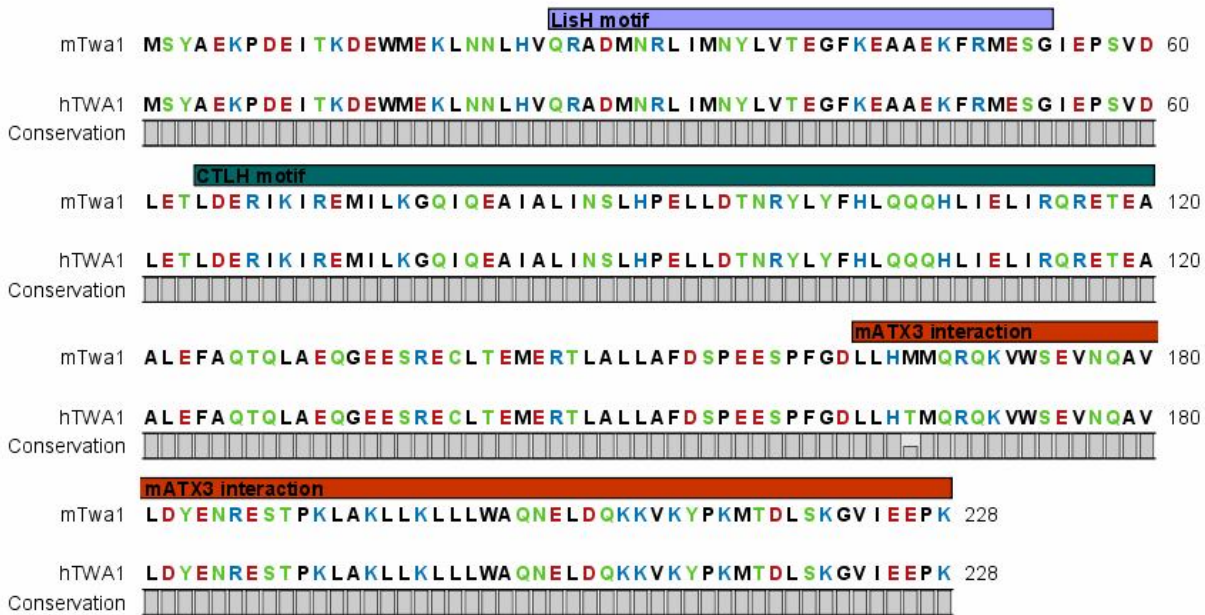 LisH motif
mTwa1 MSYAEKPDEITKDEWMEKLNNLHVQRADMNRLIMNYLVTEGFKEAAEKFRMESGIEPSVD 60
hTWA1 MSYAEKPDEITKDEWMEKLNNLHVQRADMNRLIMNYLVTEGFKEAAEKFRMESGIEPSVD 60
Conservation
CTLH motif
mTwa1 LETLDERIKIREMILKGQIQEAIALINSLHPELLDTNRYLYFHLQQQHLIELIRQRETEA 120
hTWA1 LETLDERIKIREMILKGQIQEAIALINSLHPELLDTNRYLYFHLQQQHLIELIRQRETEA 120
Conservation
mATX3 interaction
mTwa1 ALEFAQTQLAEQGEESRECLTEMERTLALLAFDSPEESPFGDLLHMMQRQKVWSEVNQAV 180
hTWA1 ALEFAQTQLAEQGEESRECLTEMERTLALLAFDSPEESPFGDLLHTMQRQKVWSEVNQAV 180
Conservation
mATX3 interaction
mTwa1 LDYENRESTPKLAKLLKLLLWAQNELDQKKVKYPKMTDLSKGVIEEPK 228
hTWA1 LDYENRESTPKLAKLLKLLLWAQNELDQKKVKYPKMTDLSKGVIEEPK 228
Conservation